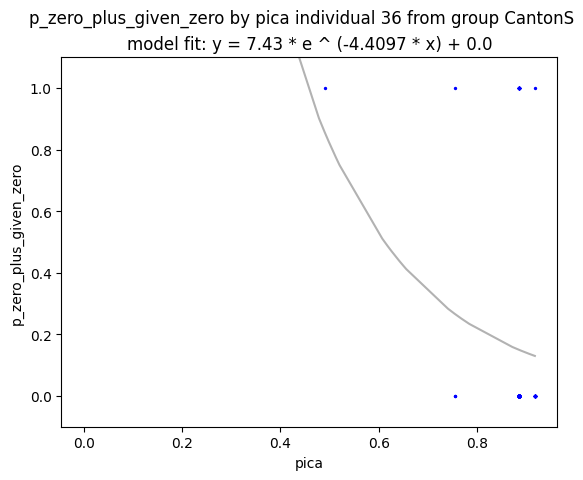 p_zero_plus_given_zero by pica individual 36 from group CantonS
model fit: y = 7.43 * e ^ (-4.4097 * x) + 0.0
1.0
0.8
0.6
0.4
0.2
0.0
p_zero_plus_given_zero
0.0 0.2 0.4 0.6 0.8
pica